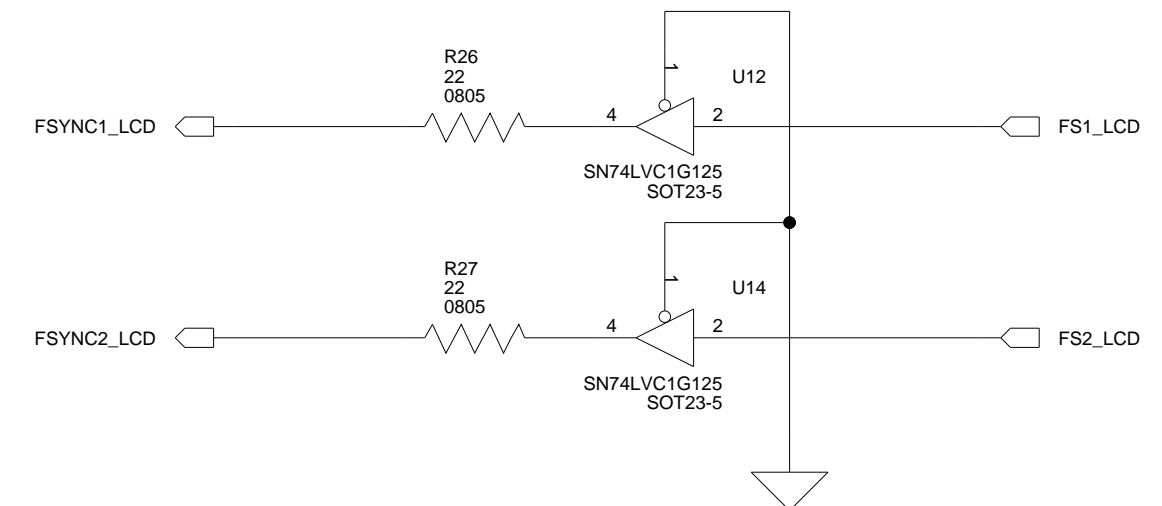 R26
22
0805
1
U12
FSYNC1_LCD
4
2
FS1_LCD
SN74LVC1G125
SOT23-5
R27
22
0805
1
U14
FSYNC2_LCD
4
2
FS2_LCD
SN74LVC1G125
SOT23-5